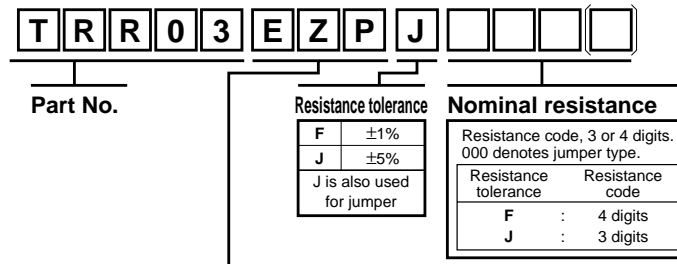 T R R 0 3 E Z P J
Part No.
Resistance tolerance
F ±1%
J ±5%
J is also used
for jumper
Nominal resistance
Resistance code, 3 or 4 digits.
000 denotes jumper type.
Resistance tolerance Resistance code
F : 4 digits
J : 3 digits